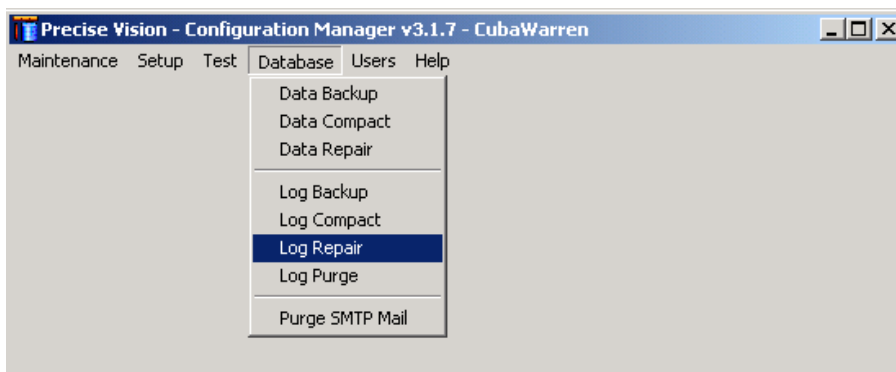 Precise Vision - Configuration Manager v3.1.7 - CubaWarren
Maintenance Setup Test Database Users Help
Data Backup
Data Compact
Data Repair
Log Backup
Log Compact
Log Repair
Log Purge
Purge SMTP Mail